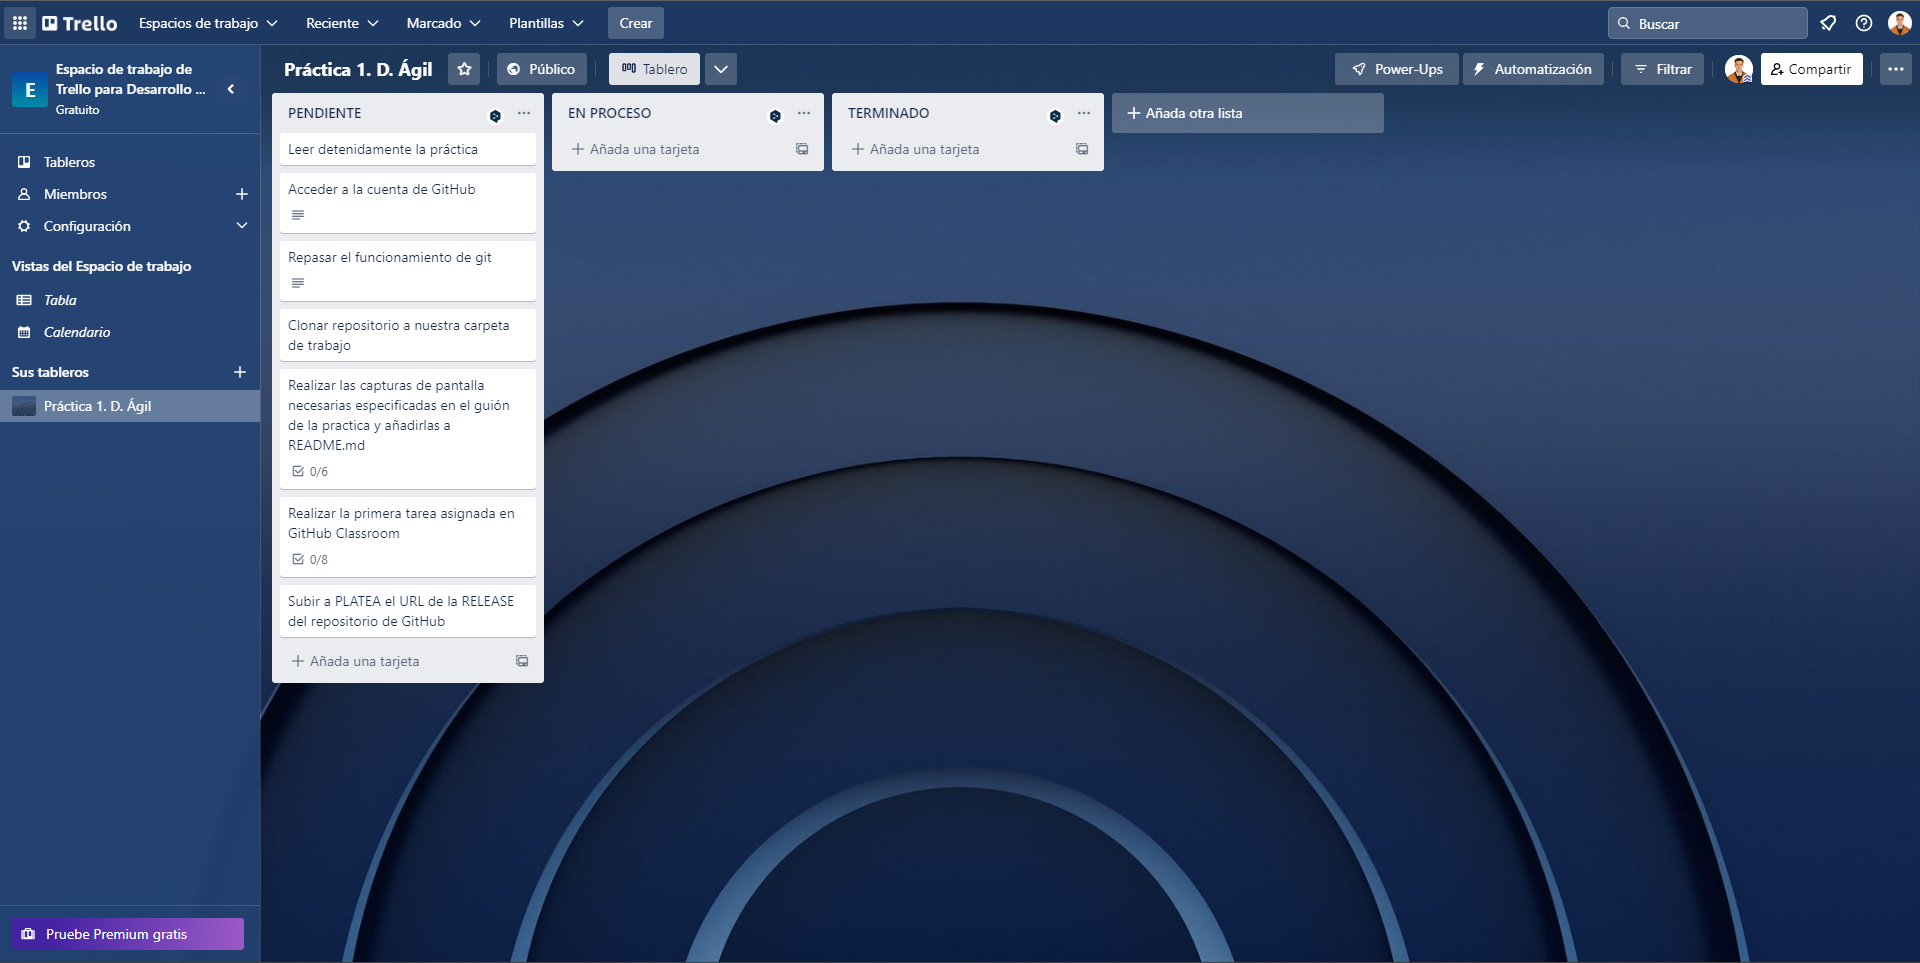 Trello
Espacios de trabajo
Reciente
Marcado
Plantillas
Crear
Buscar
E
Espacio de trabajo de
Trello para Desarrollo ...
Gratuito
Tableros
Miembros
Configuración
Vistas del Espacio de trabajo
Tabla
Calendario
Sus tableros
Práctica 1. D. Ágil
Pruebe Premium gratis
Práctica 1. D. Ágil
Público
Tablero
Power-Ups
Automatización
Filtrar
Compartir
PENDIENTE
Leer detenidamente la práctica
Acceder a la cuenta de GitHub
Repasar el funcionamiento de git
Clonar repositorio a nuestra carpeta
de trabajo
Realizar las capturas de pantalla
necesarias especificadas en el guión
de la practica y añadirlas a
README.md
0/6
Realizar la primera tarea asignada en
GitHub Classroom
0/8
Subir a PLATEA el URL de la RELEASE
del repositorio de GitHub
Añada una tarjeta
EN PROCESO
Añada una tarjeta
TERMINADO
Añada una tarjeta
Añada otra lista